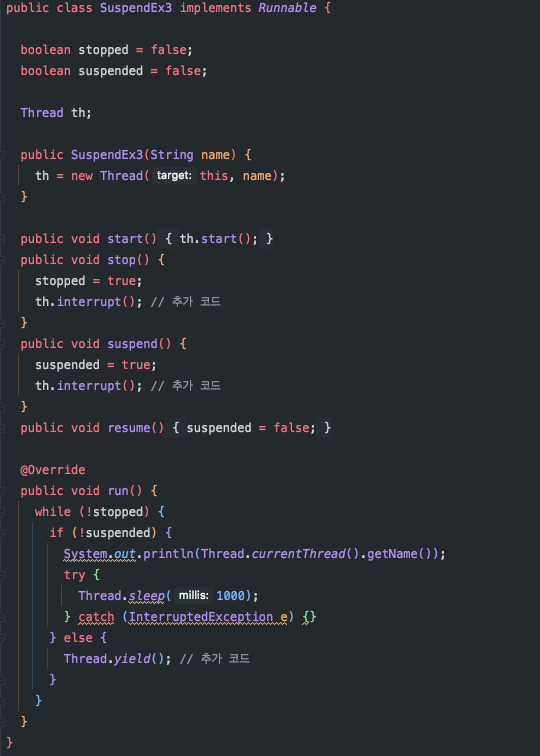 public class SuspendEx3 implements Runnable {
boolean stopped = false;
boolean suspended = false;
Thread th;
public SuspendEx3(String name) {
th = new Thread( target: this, name);
}
public void start() { th.start(); }
public void stop() {
stopped = true;
th.interrupt(); // 추가 코드
}
public void suspend() {
suspended = true;
th.interrupt(); // 추가 코드
}
public void resume() { suspended = false; }
@Override
public void run() {
while (!stopped) {
if (!suspended) {
System.out.println(Thread.currentThread().getName());
try {
Thread.sleep( millis: 1000);
} catch (InterruptedException e) {}
} else {
Thread.yield(); // 추가 코드
}
}
}
}